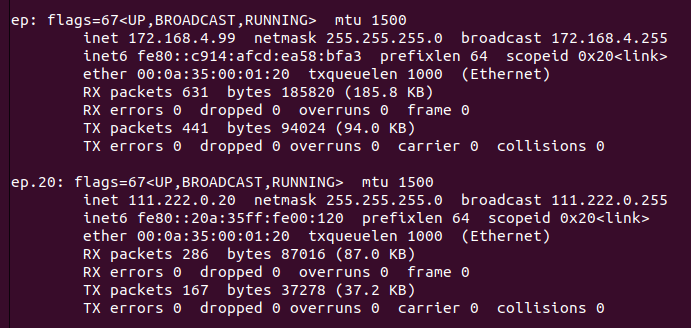 ep: flags=67<UP,BROADCAST,RUNNING>  mtu 1500
        inet 172.168.4.99  netmask 255.255.255.0  broadcast 172.168.4.255
        inet6 fe80::c914:afcd:ea58:bfa3  prefixlen 64  scopeid 0x20<link>
        ether 00:0a:35:00:01:20  txqueuelen 1000  (Ethernet)
        RX packets 631  bytes 185820 (185.8 KB)
        RX errors 0  dropped 0  overruns 0  frame 0
        TX packets 441  bytes 94024 (94.0 KB)
        TX errors 0  dropped 0 overruns 0  carrier 0  collisions 0

ep.20: flags=67<UP,BROADCAST,RUNNING>  mtu 1500
        inet 111.222.0.20  netmask 255.255.255.0  broadcast 111.222.0.255
        inet6 fe80::20a:35ff:fe00:120  prefixlen 64  scopeid 0x20<link>
        ether 00:0a:35:00:01:20  txqueuelen 1000  (Ethernet)
        RX packets 286  bytes 87016 (87.0 KB)
        RX errors 0  dropped 0  overruns 0  frame 0
        TX packets 167  bytes 37278 (37.2 KB)
        TX errors 0  dropped 0 overruns 0  carrier 0  collisions 0